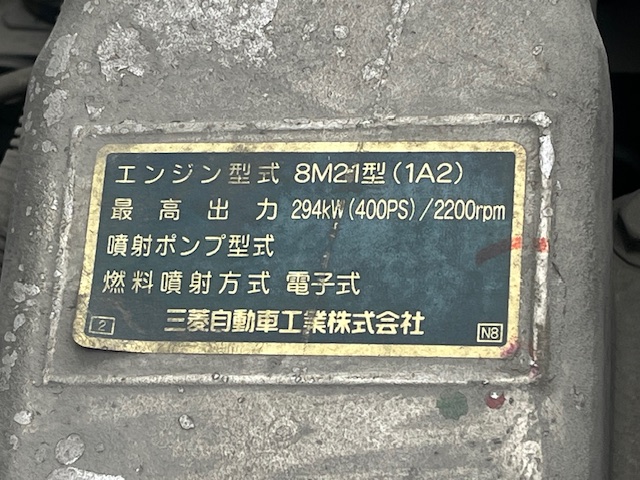 エンジン型式 8M21型(1A2)
最高出力 294kW(400PS)/2200rpm
噴射ポンプ型式
燃料噴射方式 電子式
三菱自動車工業株式会社
2
N8